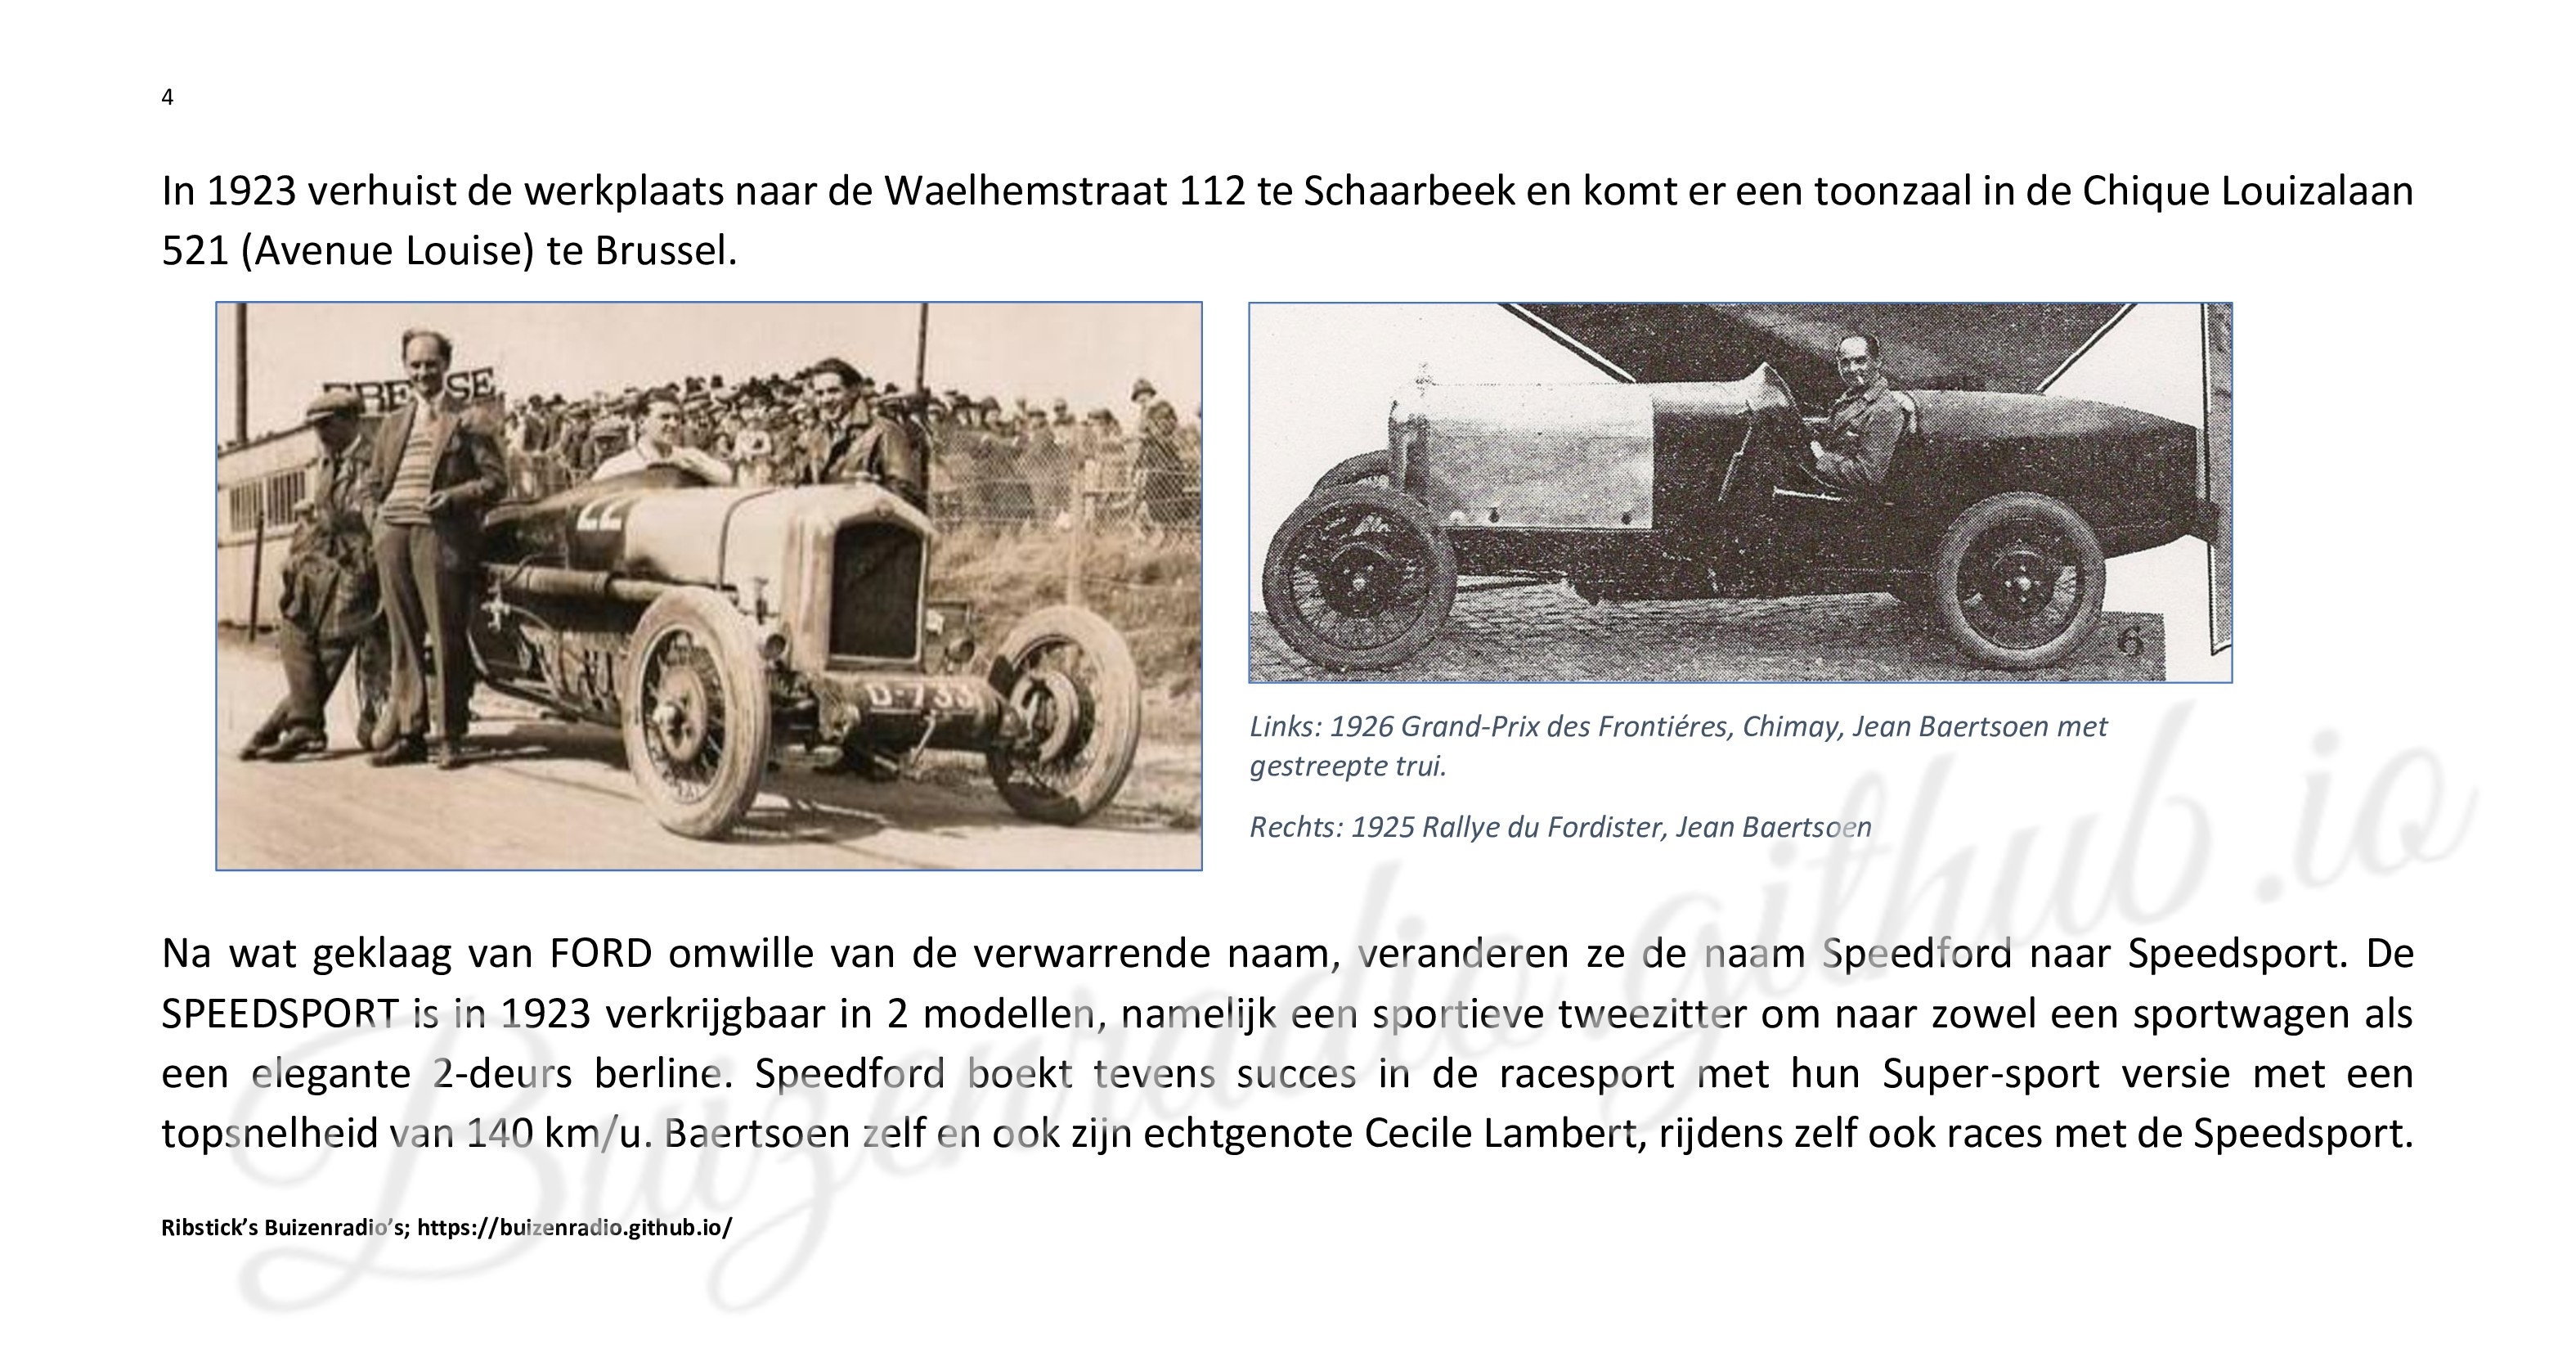 4
In 1923 verhuist de werkplaats naar de Waelhemstraat 112 te Schaarbeek en komt er een toonzaal in de Chique Louizalaan
521 (Avenue Louise) te Brussel.
SE
22
D-733
6
Links: 1926 Grand-Prix des Frontiéres, Chimay, Jean Baertsoen met
gestreepte trui.
Rechts: 1925 Rallye du Fordister, Jean Baertsoen
Na wat geklaag van FORD omwille van de verwarrende naam, veranderen ze de naam Speedford naar Speedsport. De
SPEEDSPORT is in 1923 verkrijgbaar in 2 modellen, namelijk een sportieve tweezitter om naar zowel een sportwagen als
een elegante 2-deurs berline. Speedford boekt tevens succes in de racesport met hun Super-sport versie met een
topsnelheid van 140 km/u. Baertsoen zelf en ook zijn echtgenote Cecile Lambert, rijdens zelf ook races met de Speedsport.
Ribstick’s Buizenradio’s; https://buizenradio.github.io/
Buizenradio.github.io